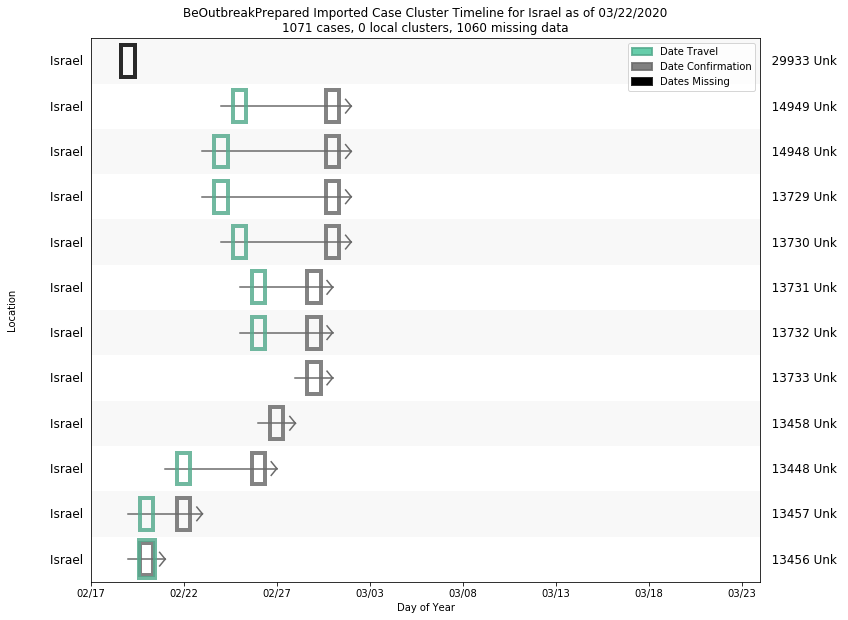 BeOutbreakPrepared Imported Case Cluster Timeline for Israel as of 03/22/2020
1071 cases, 0 local clusters, 1060 missing data
Date Travel
Date Confirmation
Dates Missing
Israel 29933 Unk
Israel 14949 Unk
Israel 14948 Unk
Israel 13729 Unk
Israel 13730 Unk
Israel 13731 Unk
Israel 13732 Unk
Israel 13733 Unk
Israel 13458 Unk
Israel 13448 Unk
Israel 13457 Unk
Israel 13456 Unk
Location
02/17 02/22 02/27 03/03 03/08 03/13 03/18 03/23
Day of Year